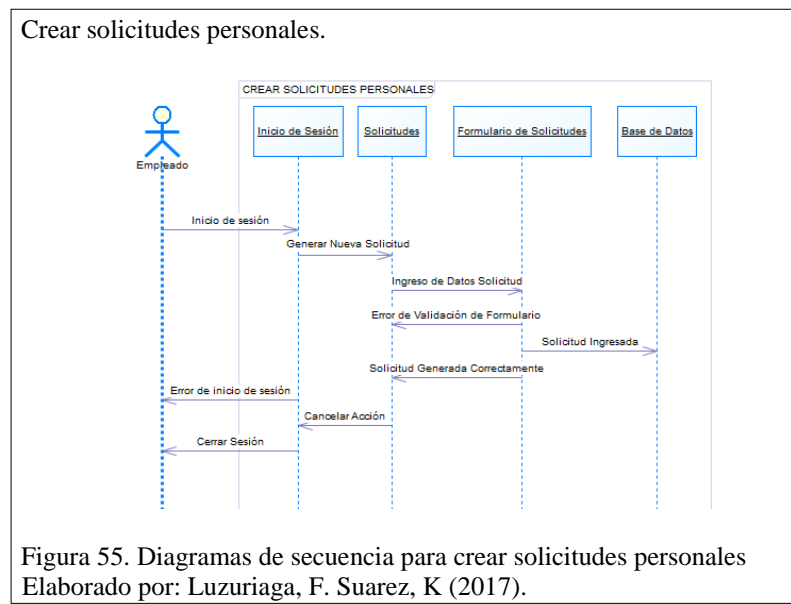 Crear solicitudes personales.
CREAR SOLICITUDES PERSONALES
Inicio de Sesión
Solicitudes
Formulario de Solicitudes
Base de Datos
Empleado
Inicio de sesión
Generar Nueva Solicitud
Ingreso de Datos Solicitud
Error de Validación de Formulario
Solicitud Ingresada
Solicitud Generada Correctamente
Error de inicio de sesión
Cancelar Acción
Cerrar Sesión
Figura 55. Diagramas de secuencia para crear solicitudes personales
Elaborado por: Luzuriaga, F. Suarez, K (2017).